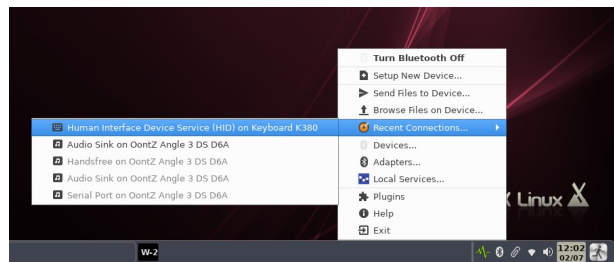 Turn Bluetooth Off
Setup New Device...
Send Files to Device...
Browse Files on Device...
Recent Connections...
Human Interface Device Service (HID) on Keyboard K380
Audio Sink on OontZ Angle 3 DS D6A
Handsfree on OontZ Angle 3 DS D6A
Audio Sink on OontZ Angle 3 DS D6A
Serial Port on OontZ Angle 3 DS D6A
Devices...
Adapters...
Local Services...
Plugins
Help
Exit
Linux
W-2
12:02
02/07